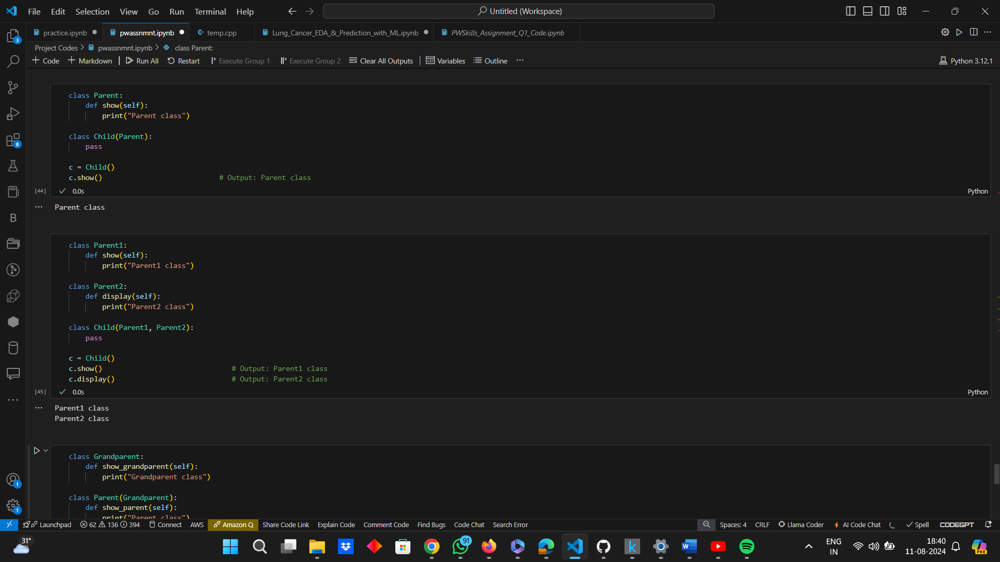 File Edit Selection View Go Run Terminal Help
Untitled (Workspace)
practice.ipynb pwassnmnt.ipynb temp.cpp Lung_Cancer_EDA_&_Prediction_with_ML.ipynb PWSkills_Assignment_Q1_Code.ipynb
Project Codes > pwassnmnt.ipynb > class Parent:
+ Code + Markdown Run All Restart Execute Group 1 Execute Group 2 Clear All Outputs Variables Outline ... Python 3.12.1
class Parent:
def show(self):
print("Parent class")
class Child(Parent):
pass
c = Child()
c.show() # Output: Parent class
[44] 0.0s Python
... Parent class
class Parent1:
def show(self):
print("Parent1 class")
class Parent2:
def display(self):
print("Parent2 class")
class Child(Parent1, Parent2):
pass
c = Child()
c.show() # Output: Parent1 class
c.display() # Output: Parent2 class
[45] 0.0s Python
... Parent1 class
Parent2 class
class Grandparent:
def show_grandparent(self):
print("Grandparent class")
class Parent(Grandparent):
def show_parent(self):
print("Parent class")
3
8
B
1
1
Launchpad 62 136 394 Connect AWS Amazon Q Share Code Link Explain Code Comment Code Find Bugs Code Chat Search Error Spaces: 4 CRLF Llama Coder AI Code Chat Spell CODEGPT
31°
91
k
W
ENG
IN
18:40
11-08-2024
PRE